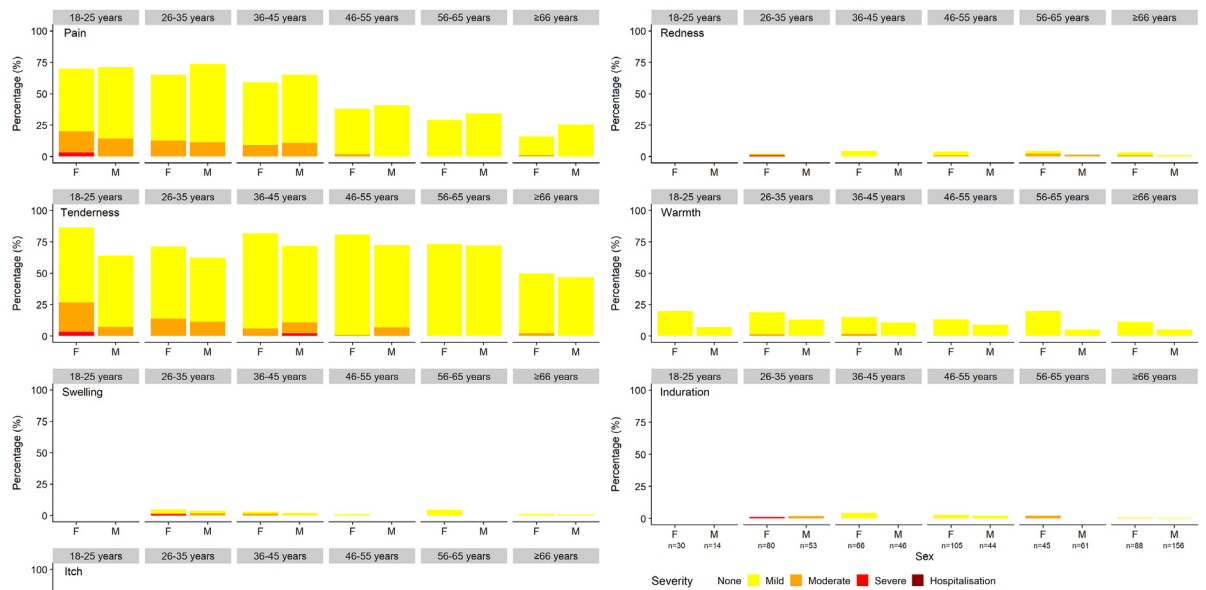 18-25 years 26-35 years 36-45 years 46-55 years 56-65 years ≥66 years
Pain
Percentage (%)
100
75
50
25
0
F M F M F M F M F M F M
18-25 years 26-35 years 36-45 years 46-55 years 56-65 years ≥66 years
Tenderness
Percentage (%)
100
75
50
25
0
F M F M F M F M F M F M
18-25 years 26-35 years 36-45 years 46-55 years 56-65 years ≥66 years
Swelling
Percentage (%)
100
75
50
25
0
F M F M F M F M F M F M
18-25 years 26-35 years 36-45 years 46-55 years 56-65 years ≥66 years
Itch
100
18-25 years 26-35 years 36-45 years 46-55 years 56-65 years ≥66 years
Redness
Percentage (%)
100
75
50
25
0
F M F M F M F M F M F M
18-25 years 26-35 years 36-45 years 46-55 years 56-65 years ≥66 years
Warmth
Percentage (%)
100
75
50
25
0
F M F M F M F M F M F M
18-25 years 26-35 years 36-45 years 46-55 years 56-65 years ≥66 years
Induration
Percentage (%)
100
75
50
25
0
F M F M F M F M F M F M
n=30 n=14 n=80 n=53 n=66 n=46 n=105 n=44 n=45 n=61 n=88 n=156
Sex
Severity None Mild Moderate Severe Hospitalisation